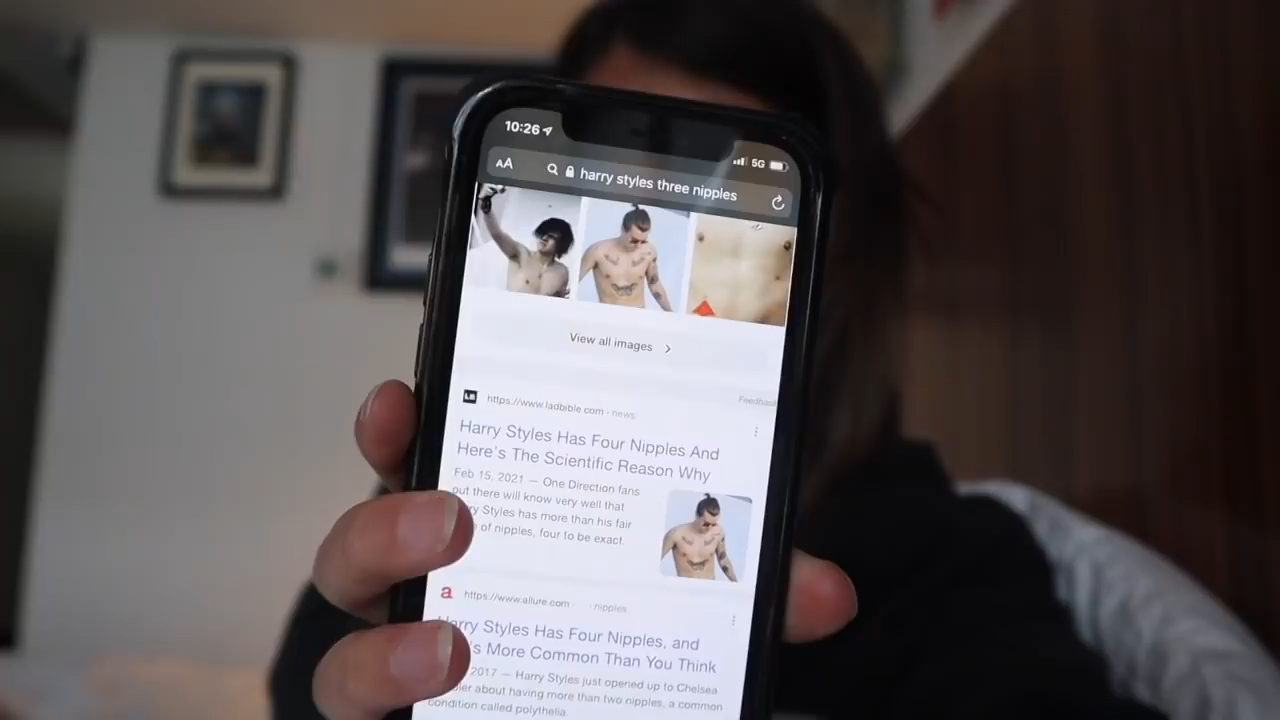 10:26
5G
AA harry styles three nipples
View all images
Feedback
LB https://www.ladbible.com › news
Harry Styles Has Four Nipples And
Here's The Scientific Reason Why
Feb 15, 2021 — One Direction fans
out there will know very well that
ry Styles has more than his fair
of nipples, four to be exact.
a https://www.allure.com › nipples
Harry Styles Has Four Nipples, and
's More Common Than You Think
2017 — Harry Styles just opened up to Chelsea
ler about having more than two nipples, a common
condition called polythelia.